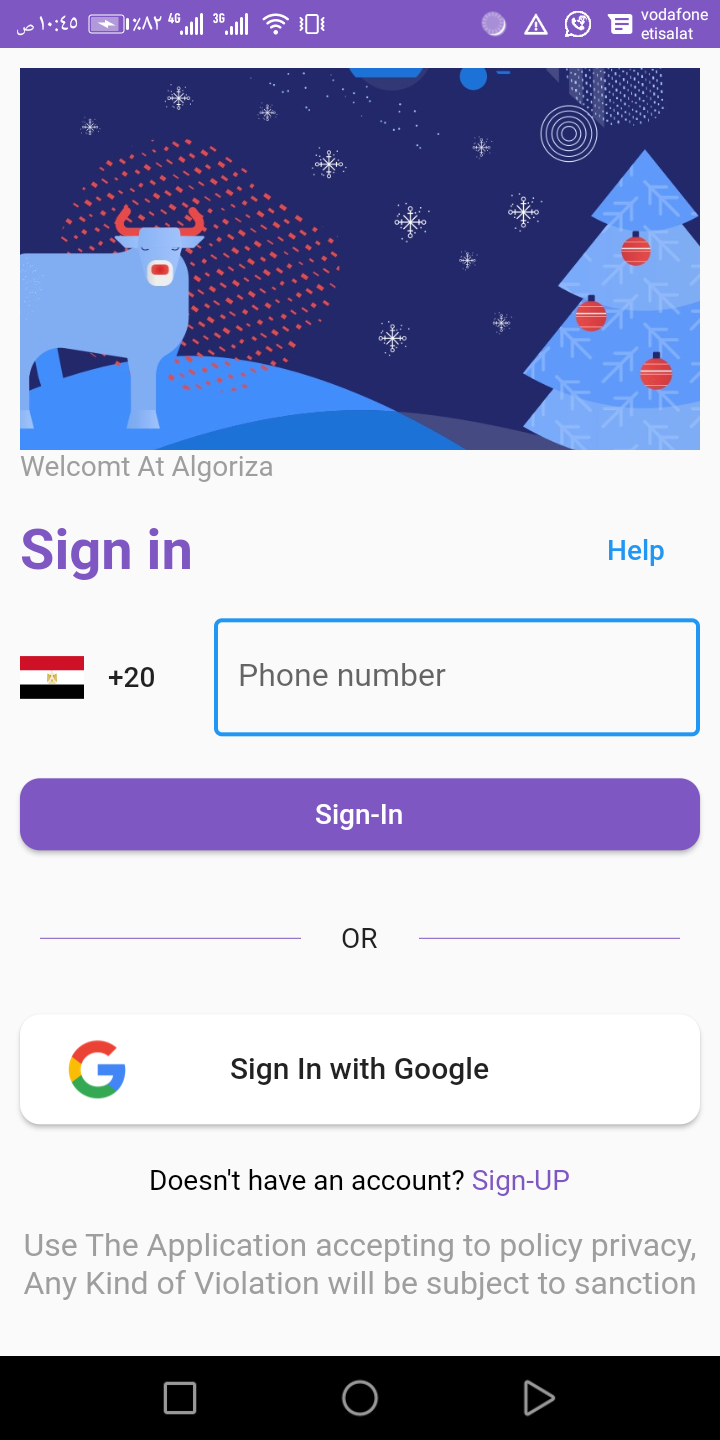 ص ١٠:٤٥ ٪٨٢ 4G 3G vodafone
etisalat
Welcomt At Algoriza
Sign in Help
+20 Phone number
Sign-In
OR
Sign In with Google
Doesn't have an account? Sign-UP
Use The Application accepting to policy privacy,
Any Kind of Violation will be subject to sanction